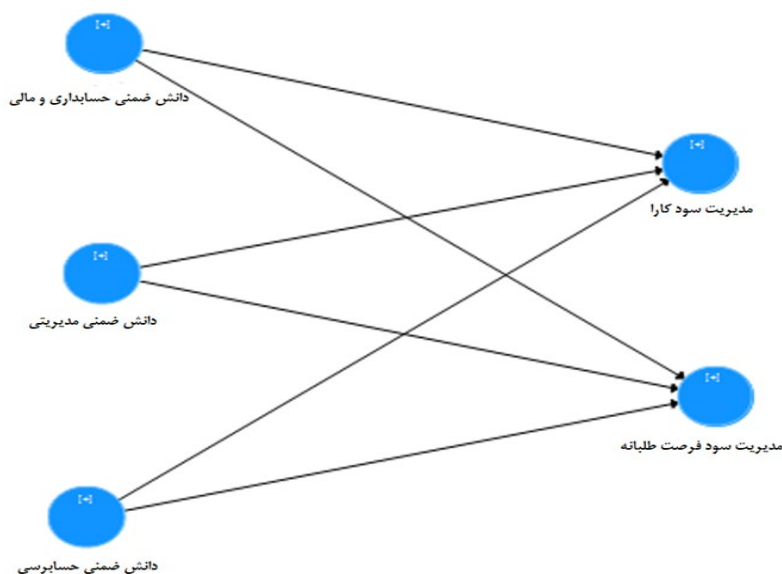 [+]
دانش ضمنی حسابداری و مالی
[+]
مدیریت سود کارا
[+]
دانش ضمنی مدیریتی
[+]
مدیریت سود فرصت طلبانه
[+]
دانش ضمنی حسابرسی